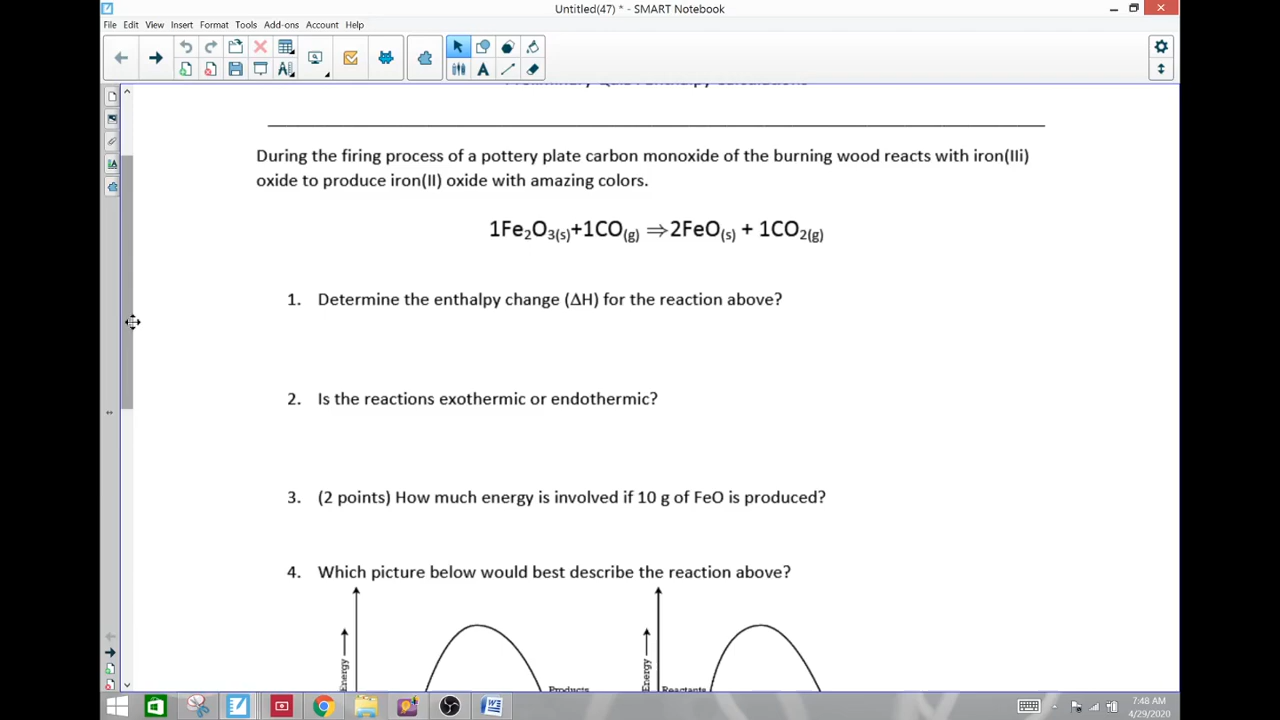 Untitled(47) * - SMART Notebook
File Edit View Insert Format Tools Add-ons Account Help
Preliminary Quiz: Enthalpy Calculations
During the firing process of a pottery plate carbon monoxide of the burning wood reacts with iron(IIi)
oxide to produce iron(II) oxide with amazing colors.
1Fe₂O₃₍s₎+1CO₍g₎ ⇒2FeO₍s₎ + 1CO₂₍g₎
1. Determine the enthalpy change (ΔH) for the reaction above?
2. Is the reactions exothermic or endothermic?
3. (2 points) How much energy is involved if 10 g of FeO is produced?
4. Which picture below would best describe the reaction above?
Energy
Products
Energy
Reactants
7:48 AM
4/29/2020